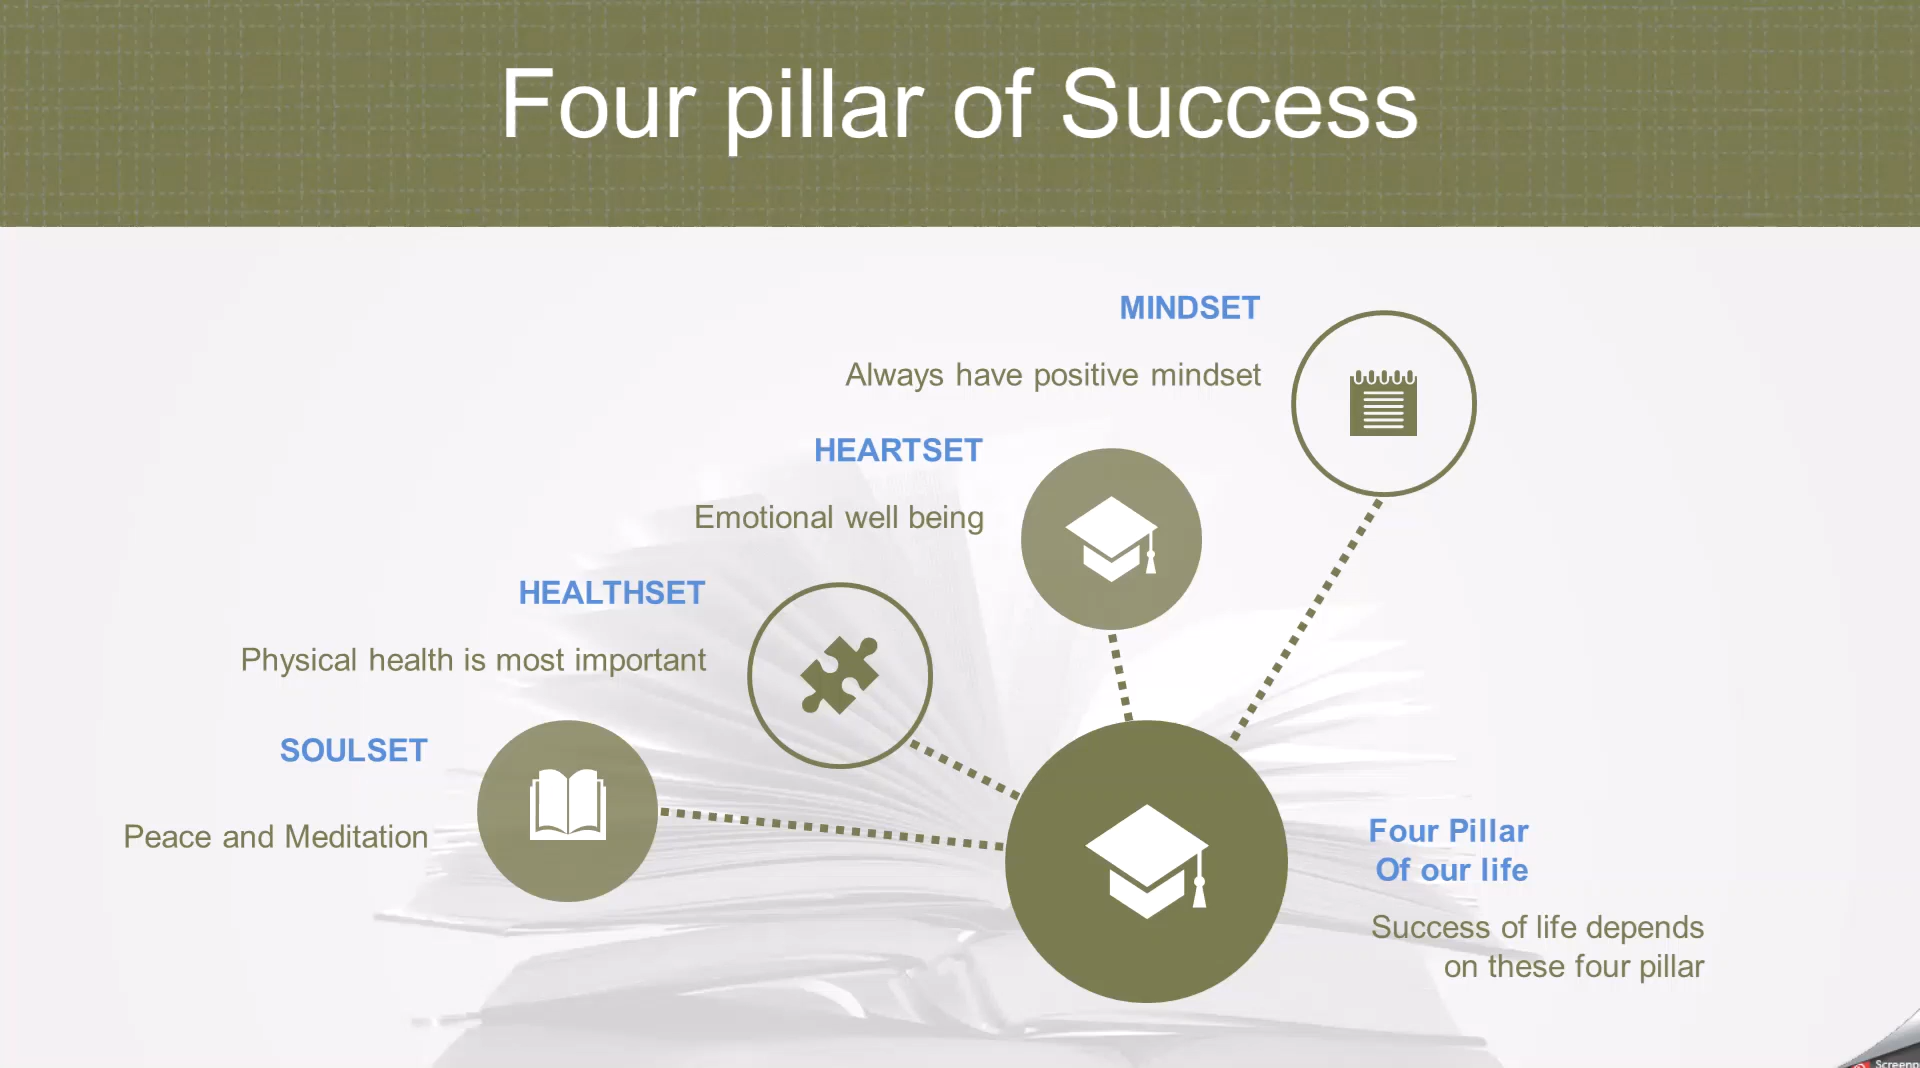 Four pillar of Success
MINDSET
Always have positive mindset
HEARTSET
Emotional well being
HEALTHSET
Physical health is most important
SOULSET
Peace and Meditation
Four Pillar
Of our life
Success of life depends
on these four pillar